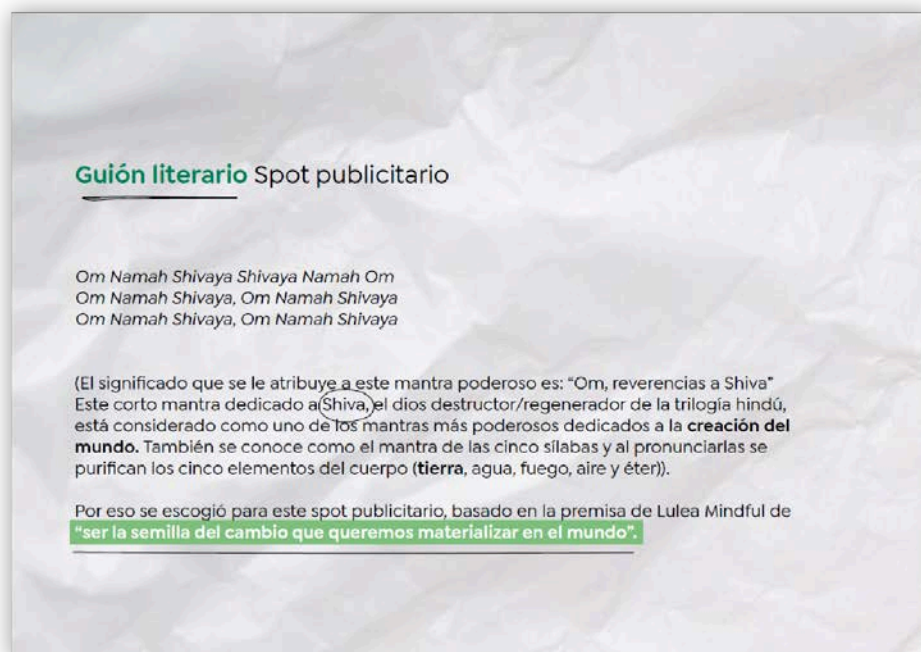 Guión literario Spot publicitario
Om Namah Shivaya Shivaya Namah Om
Om Namah Shivaya, Om Namah Shivaya
Om Namah Shivaya, Om Namah Shivaya
(El significado que se le atribuye a este mantra poderoso es: “Om, reverencias a Shiva”
Este corto mantra dedicado a Shiva, el dios destructor/regenerador de la trilogía hindú,
está considerado como uno de los mantras más poderosos dedicados a la creación del
mundo. También se conoce como el mantra de las cinco sílabas y al pronunciarlas se
purifican los cinco elementos del cuerpo (tierra, agua, fuego, aire y éter)).
Por eso se escogió para este spot publicitario, basado en la premisa de Lulea Mindful de
“ser la semilla del cambio que queremos materializar en el mundo”.